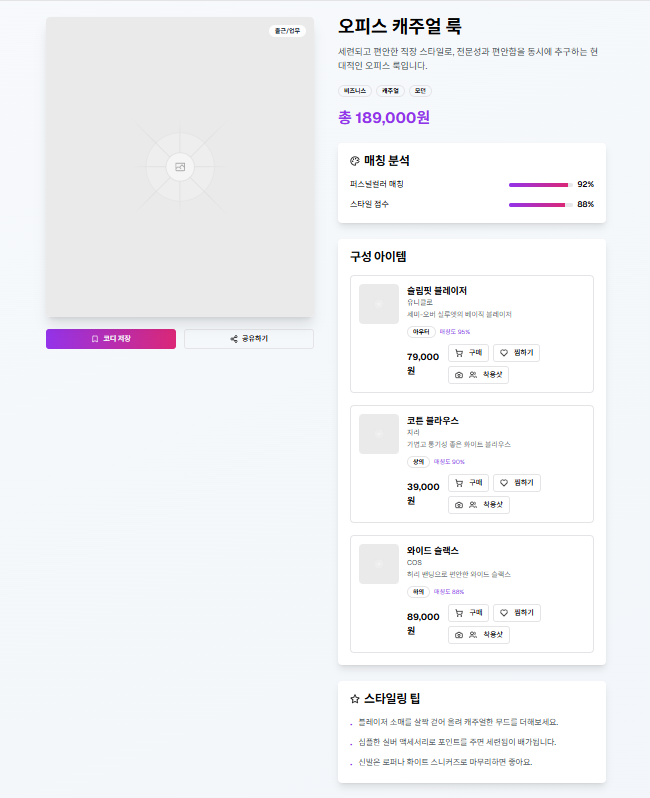 출근/업무
코디 저장
공유하기
오피스 캐주얼 룩
세련되고 편안한 직장 스타일로, 전문성과 편안함을 동시에 추구하는 현
대적인 오피스 룩입니다.
비즈니스 캐주얼 모던
총 189,000원
매칭 분석
퍼스널컬러 매칭 92%
스타일 점수 88%
구성 아이템
슬림핏 블레이저
유니클로
세미-오버 실루엣의 베이직 블레이저
아우터 매칭도 95%
79,000
원
구매 찜하기
착용샷
코튼 블라우스
자라
가볍고 통기성 좋은 화이트 블라우스
상의 매칭도 90%
39,000
원
구매 찜하기
착용샷
와이드 슬랙스
COS
허리 밴딩으로 편안한 와이드 슬랙스
하의 매칭도 88%
89,000
원
구매 찜하기
착용샷
스타일링 팁
블레이저 소매를 살짝 걷어 올려 캐주얼한 무드를 더해보세요.
심플한 실버 액세서리로 포인트를 주면 세련됨이 배가됩니다.
신발은 로퍼나 화이트 스니커즈로 마무리하면 좋아요.